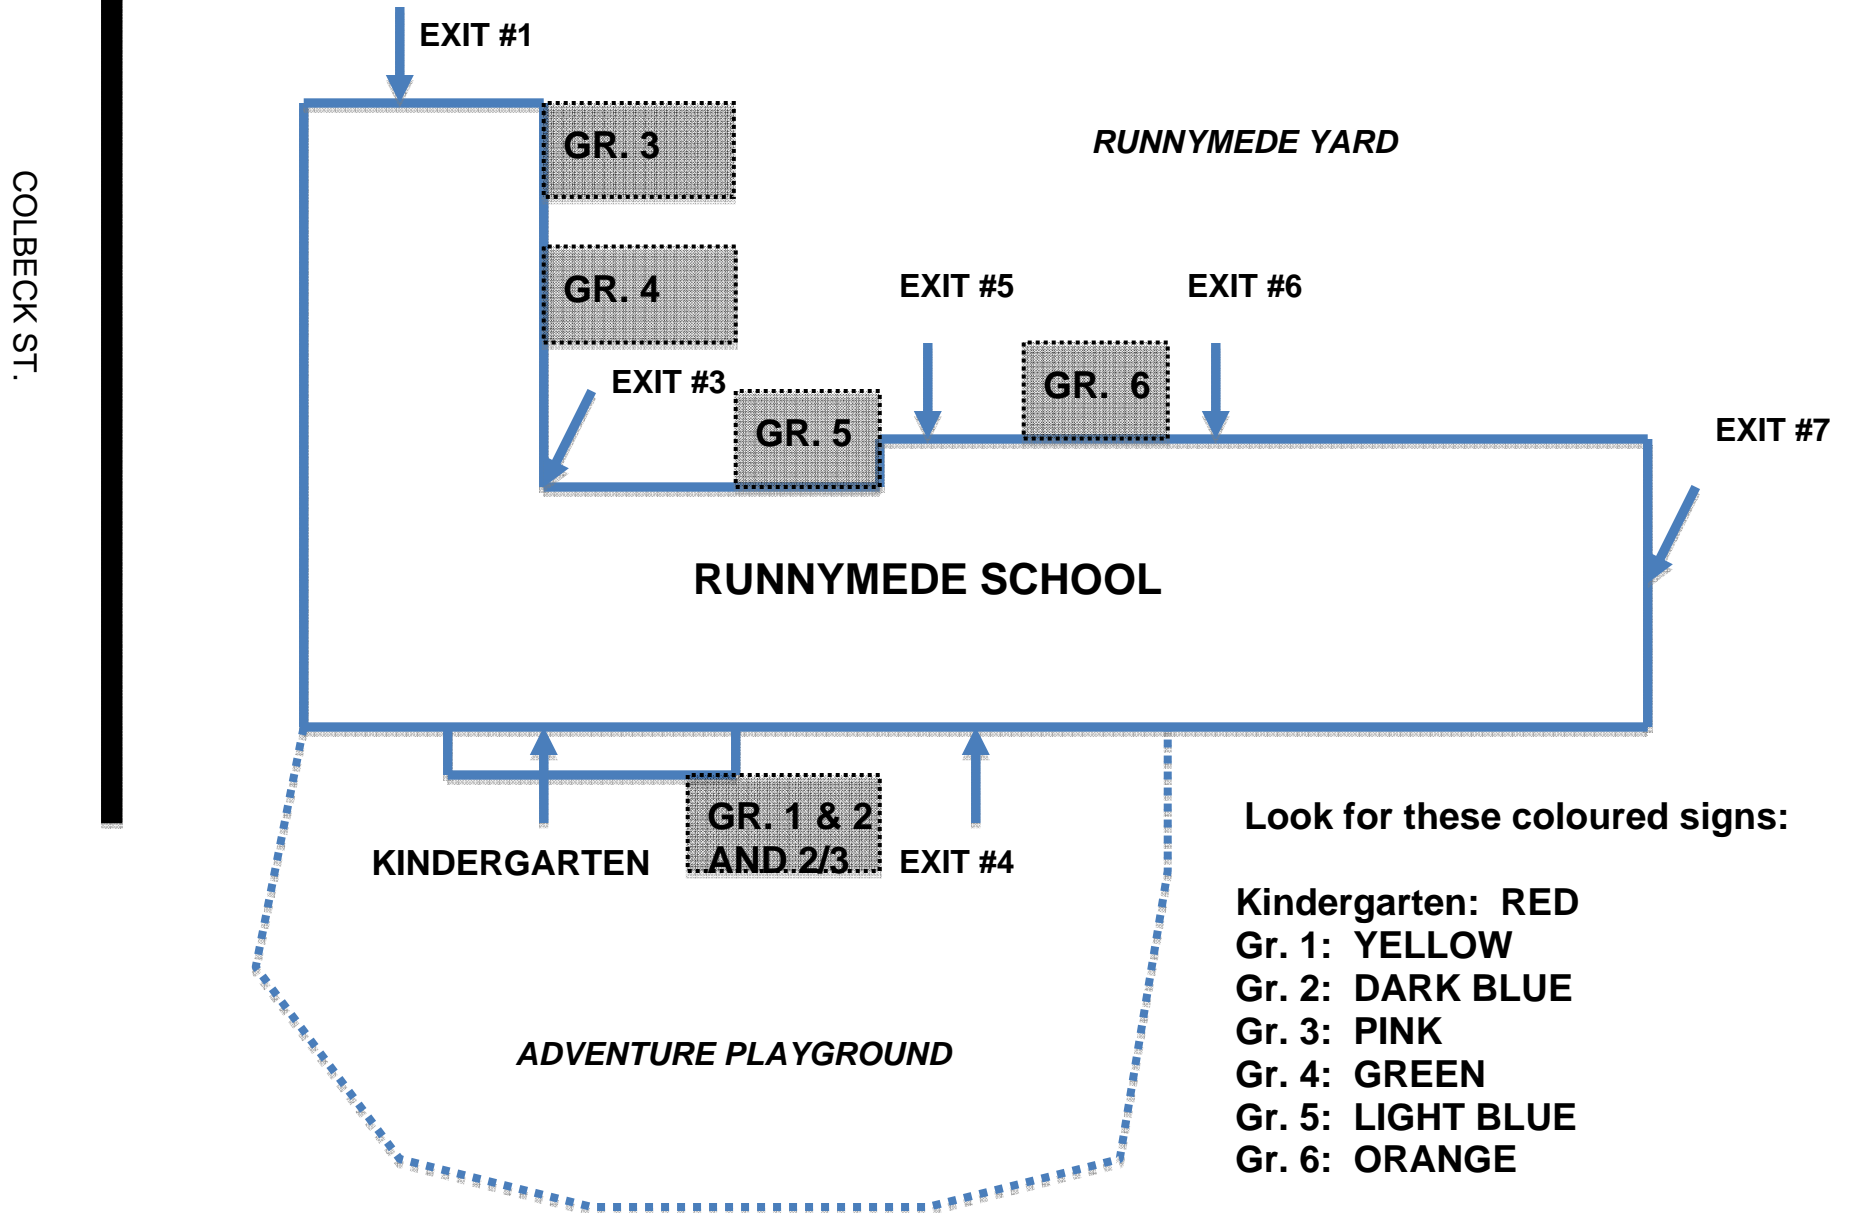 EXIT #1
GR. 3
RUNNYMEDE YARD
COLBECK ST.
GR. 4
EXIT #5
EXIT #6
EXIT #3
GR.  6
GR. 5
EXIT #7
RUNNYMEDE SCHOOL
GR. 1 & 2
AND 2/3
KINDERGARTEN
EXIT #4
ADVENTURE PLAYGROUND
Look for these coloured signs:
Kindergarten:  RED
Gr. 1:  YELLOW
Gr. 2:  DARK BLUE
Gr. 3:  PINK
Gr. 4:  GREEN
Gr. 5:  LIGHT BLUE
Gr. 6:  ORANGE